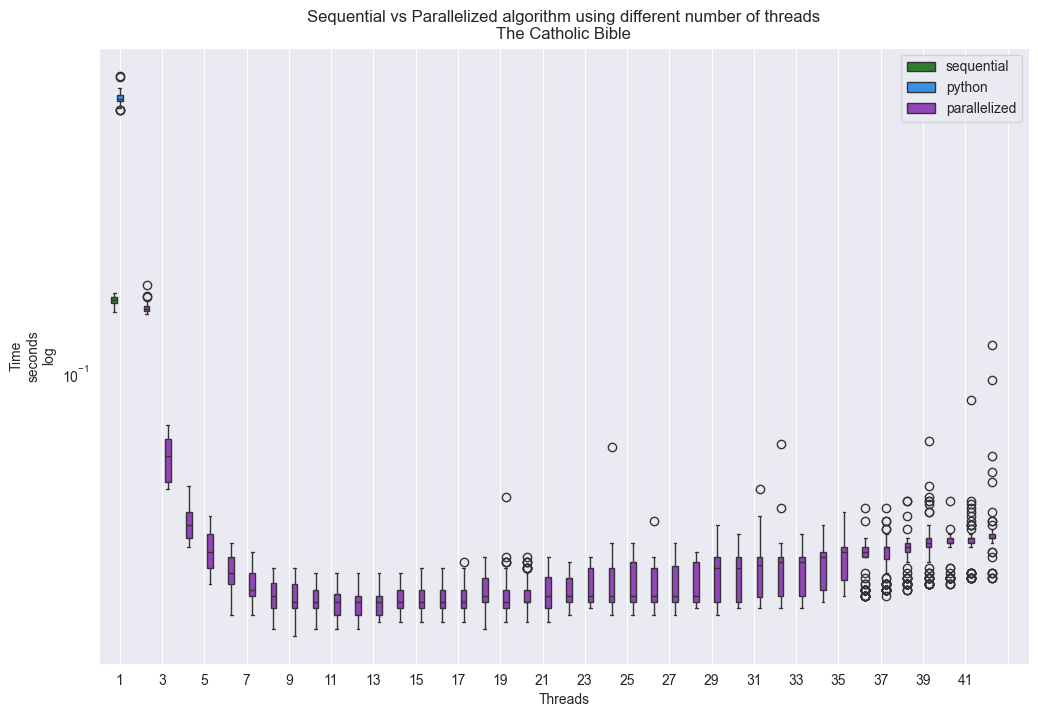 Sequential vs Parallelized algorithm using different number of threads
The Catholic Bible
sequential
python
parallelized
Time
seconds
log
10⁻¹
1 3 5 7 9 11 13 15 17 19 21 23 25 27 29 31 33 35 37 39 41
Threads